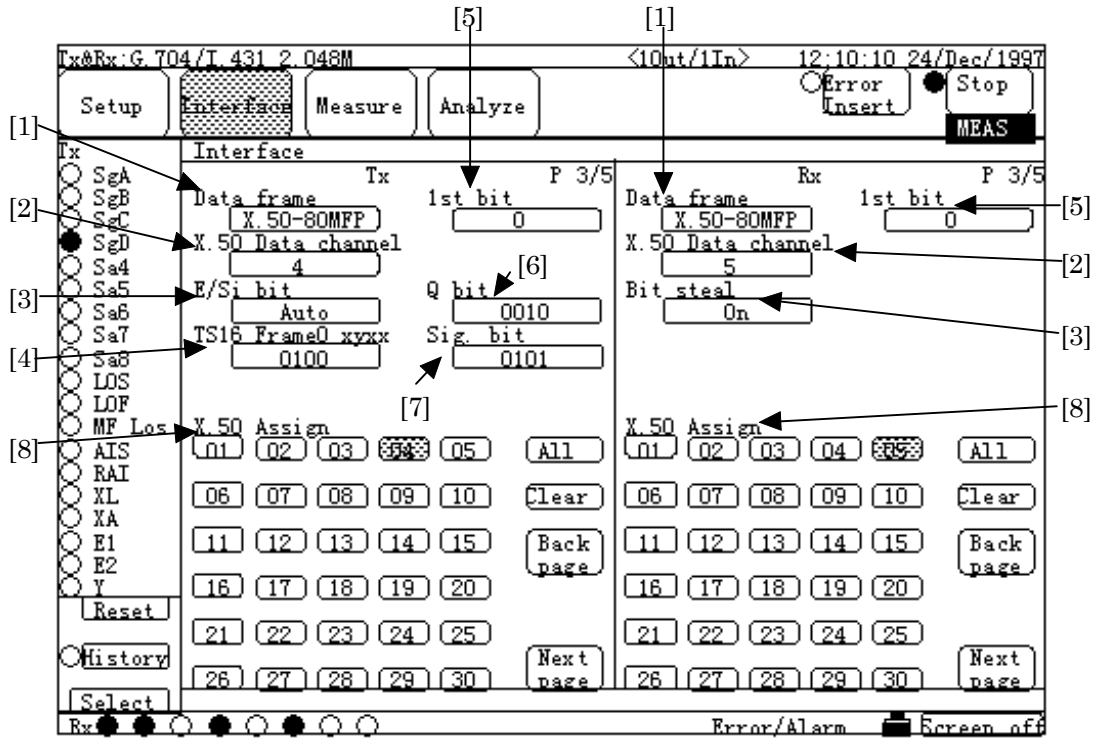 [5] [1]
Tx&Rx:G.704/I.431 2.048M <1Out/1In> 12:10:10 24/Dec/1997
Setup Interface Measure Analyze Error Insert Stop
MEAS
[1]
Tx Interface
Tx P 3/5 Rx P 3/5
SgA
SgB Data frame 1st bit Data frame 1st bit
SgC X.50-80MFP 0 X.50-80MFP 0 [5]
[2]
SgD X.50 Data channel X.50 Data channel
Sa4 4 [6] 5 [2]
[3] Sa5 E/Si bit Q bit Bit steal
Sa6 Auto 0010 On
Sa7 TS16 Frame0 xyxx Sig. bit [3]
[4] Sa8 0100 0101
LOS
LOF [7] [8]
MF Los X.50 Assign X.50 Assign
[8] AIS 01 02 03 04 05 All 01 02 03 04 05 All
RAI
XL 06 07 08 09 10 Clear 06 07 08 09 10 Clear
XA
E1 11 12 13 14 15 Back page 11 12 13 14 15 Back page
E2
Y 16 17 18 19 20 16 17 18 19 20
Reset
21 22 23 24 25 21 22 23 24 25
History Next page Next page
26 27 28 29 30 26 27 28 29 30
Select
Rx Error/Alarm Screen off